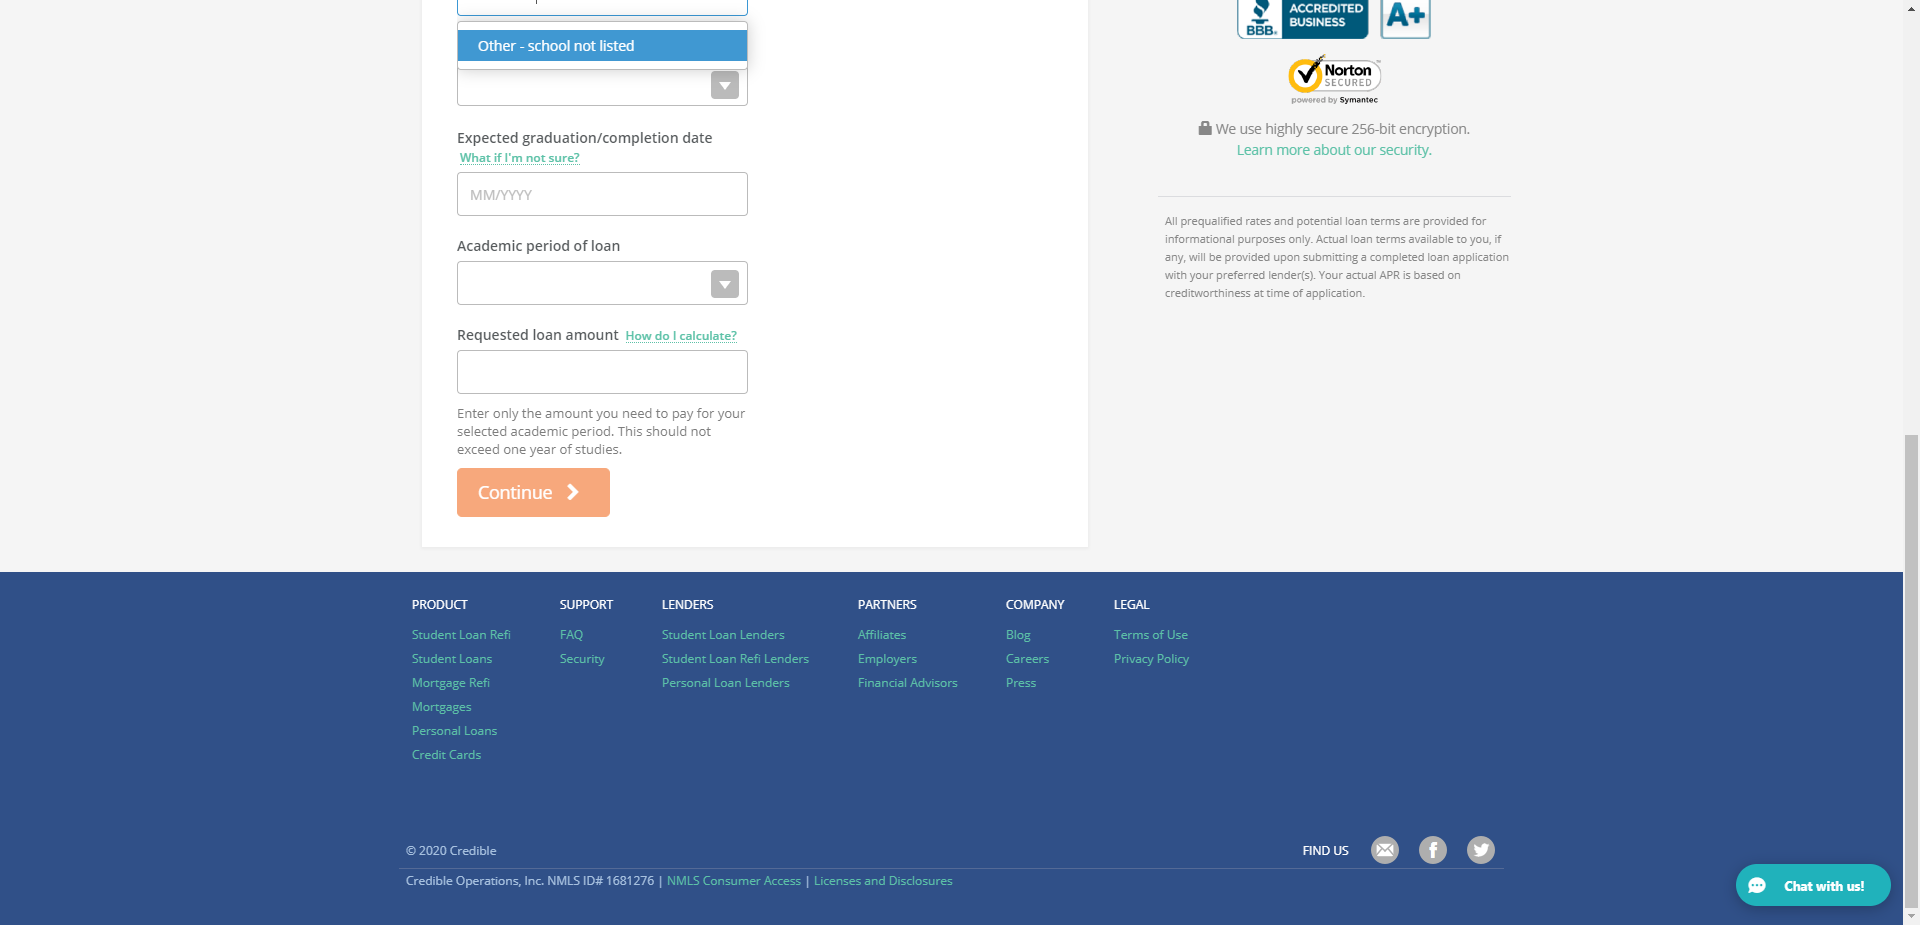 Other - school not listed
Expected graduation/completion date
What if I'm not sure?
MM/YYYY
Academic period of loan
Requested loan amount How do I calculate?
Enter only the amount you need to pay for your
selected academic period. This should not
exceed one year of studies.
Continue
BBB.
ACCREDITED
BUSINESS
A+
Norton
SECURED
powered by Symantec
We use highly secure 256-bit encryption.
Learn more about our security.
All prequalified rates and potential loan terms are provided for
informational purposes only. Actual loan terms available to you, if
any, will be provided upon submitting a completed loan application
with your preferred lender(s). Your actual APR is based on
creditworthiness at time of application.
PRODUCT
Student Loan Refi
Student Loans
Mortgage Refi
Mortgages
Personal Loans
Credit Cards
SUPPORT
FAQ
Security
LENDERS
Student Loan Lenders
Student Loan Refi Lenders
Personal Loan Lenders
PARTNERS
Affiliates
Employers
Financial Advisors
COMPANY
Blog
Careers
Press
LEGAL
Terms of Use
Privacy Policy
© 2020 Credible
FIND US
Credible Operations, Inc. NMLS ID# 1681276 | NMLS Consumer Access | Licenses and Disclosures
Chat with us!